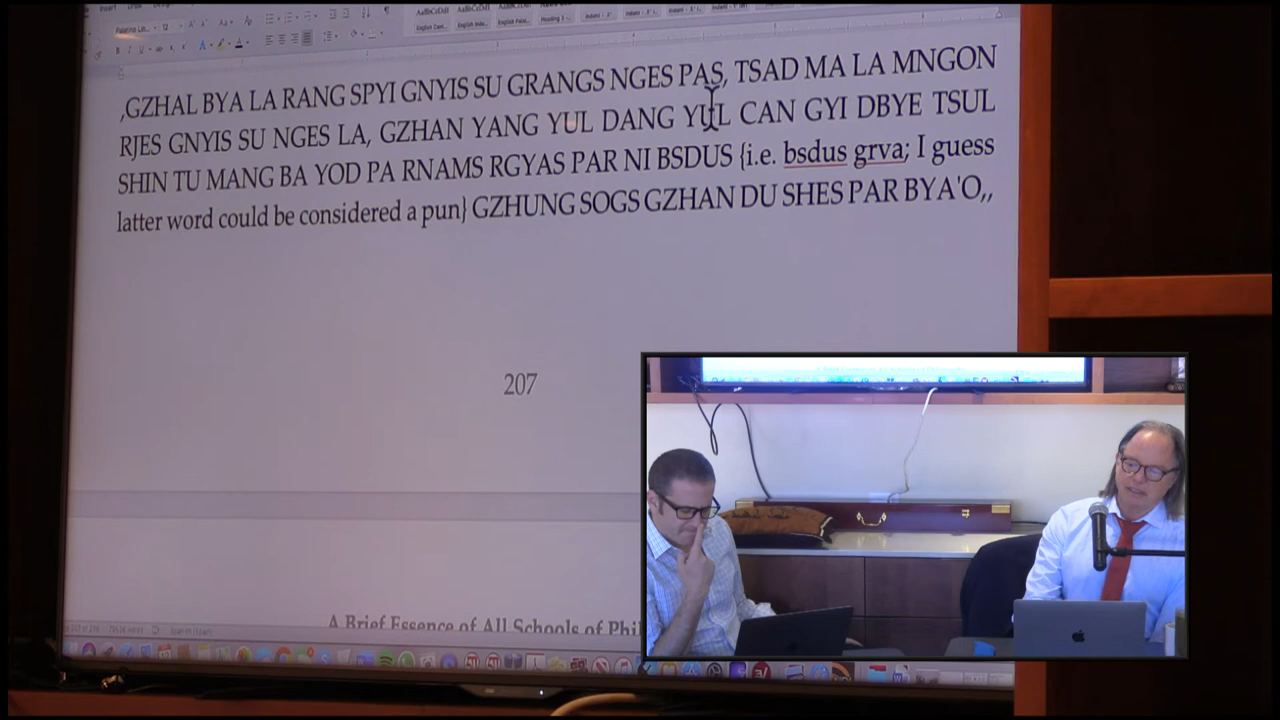 ,GZHAL BYA LA RANG SPYI GNYIS SU GRANGS NGES PAS, TSAD MA LA MNGON
RJES GNYIS SU NGES LA, GZHAN YANG YUL DANG YUL CAN GYI DBYE TSUL
SHIN TU MANG BA YOD PA RNAMS RGYAS PAR NI BSDUS {i.e. bsdus grva; I guess
latter word could be considered a pun} GZHUNG SOGS GZHAN DU SHES PAR BYA'O,,
207
A Brief Essence of All Schools of